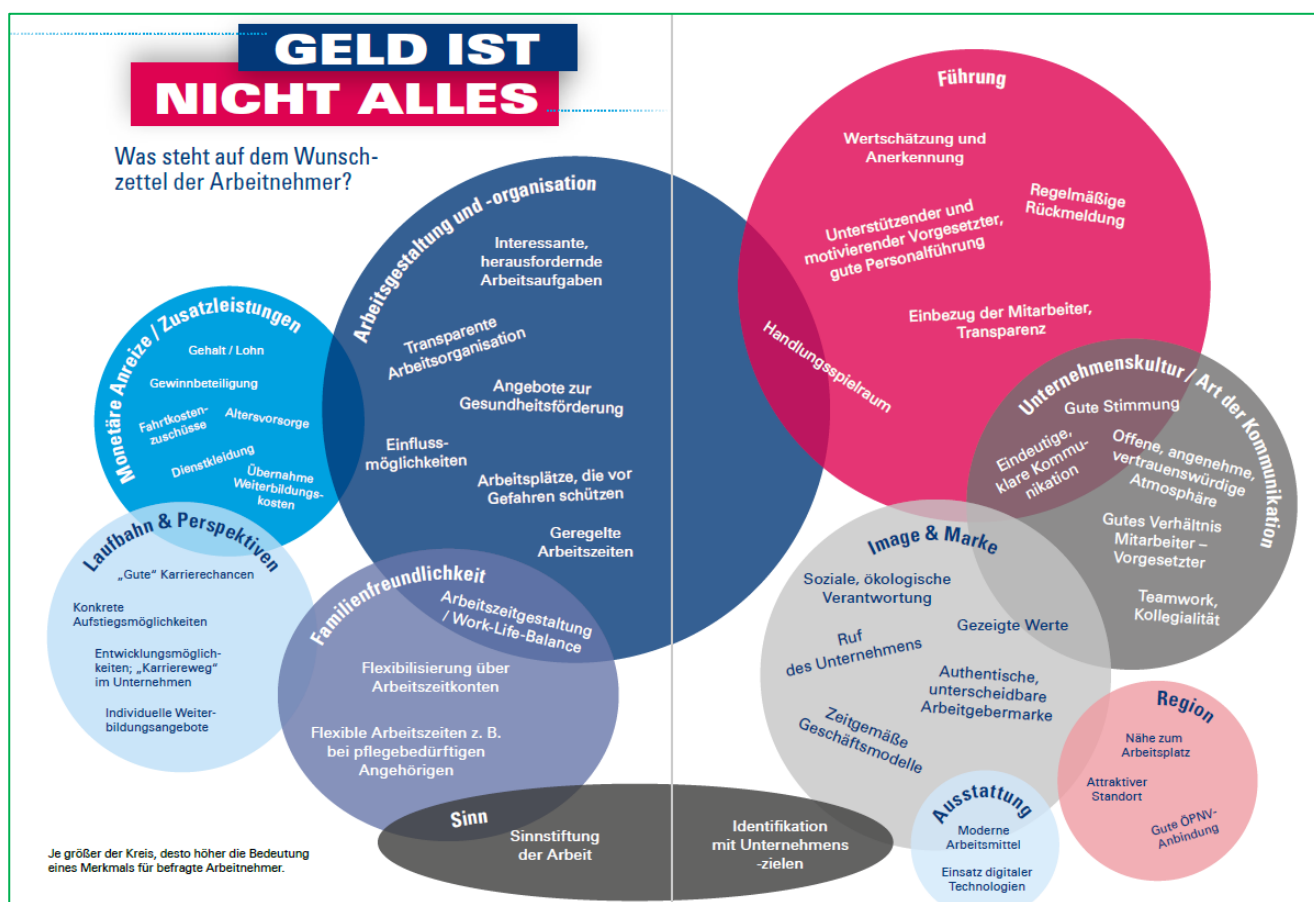 GELD IST
NICHT ALLES
Was steht auf dem Wunsch-
zettel der Arbeitnehmer?
Monetäre Anreize / Zusatzleistungen
Gehalt / Lohn
Gewinnbeteiligung
Fahrtkosten-
zuschüsse
Altersvorsorge
Dienstkleidung
Übernahme
Weiterbildungs-
kosten
Arbeitsgestaltung und -organisation
Interessante,
herausfordernde
Arbeitsaufgaben
Transparente
Arbeitsorganisation
Angebote zur
Gesundheitsförderung
Einfluss-
möglichkeiten
Arbeitsplätze, die vor
Gefahren schützen
Geregelte
Arbeitszeiten
Handlungsspielraum
Führung
Wertschätzung und
Anerkennung
Regelmäßige
Rückmeldung
Unterstützender und
motivierender Vorgesetzter,
gute Personalführung
Einbezug der Mitarbeiter,
Transparenz
Unternehmenskultur / Art der Kommunikation
Gute Stimmung
Eindeutige,
klare Kommu-
nikation
Offene, angenehme,
vertrauenswürdige
Atmosphäre
Gutes Verhältnis
Mitarbeiter –
Vorgesetzter
Teamwork,
Kollegialität
Laufbahn & Perspektiven
„Gute“ Karrierechancen
Konkrete
Aufstiegsmöglichkeiten
Entwicklungsmöglich-
keiten; „Karriereweg“
im Unternehmen
Individuelle Weiter-
bildungsangebote
Familienfreundlichkeit
Arbeitszeitgestaltung
/ Work-Life-Balance
Flexibilisierung über
Arbeitszeitkonten
Flexible Arbeitszeiten z. B.
bei pflegebedürftigen
Angehörigen
Image & Marke
Soziale, ökologische
Verantwortung
Gezeigte Werte
Ruf
des Unternehmens
Authentische,
unterscheidbare
Arbeitgebermarke
Zeitgemäße
Geschäftsmodelle
Region
Nähe zum
Arbeitsplatz
Attraktiver
Standort
Gute ÖPNV-
Anbindung
Sinn
Sinnstiftung
der Arbeit
Identifikation
mit Unternehmens
-zielen
Ausstattung
Moderne
Arbeitsmittel
Einsatz digitaler
Technologien
Je größer der Kreis, desto höher die Bedeutung
eines Merkmals für befragte Arbeitnehmer.